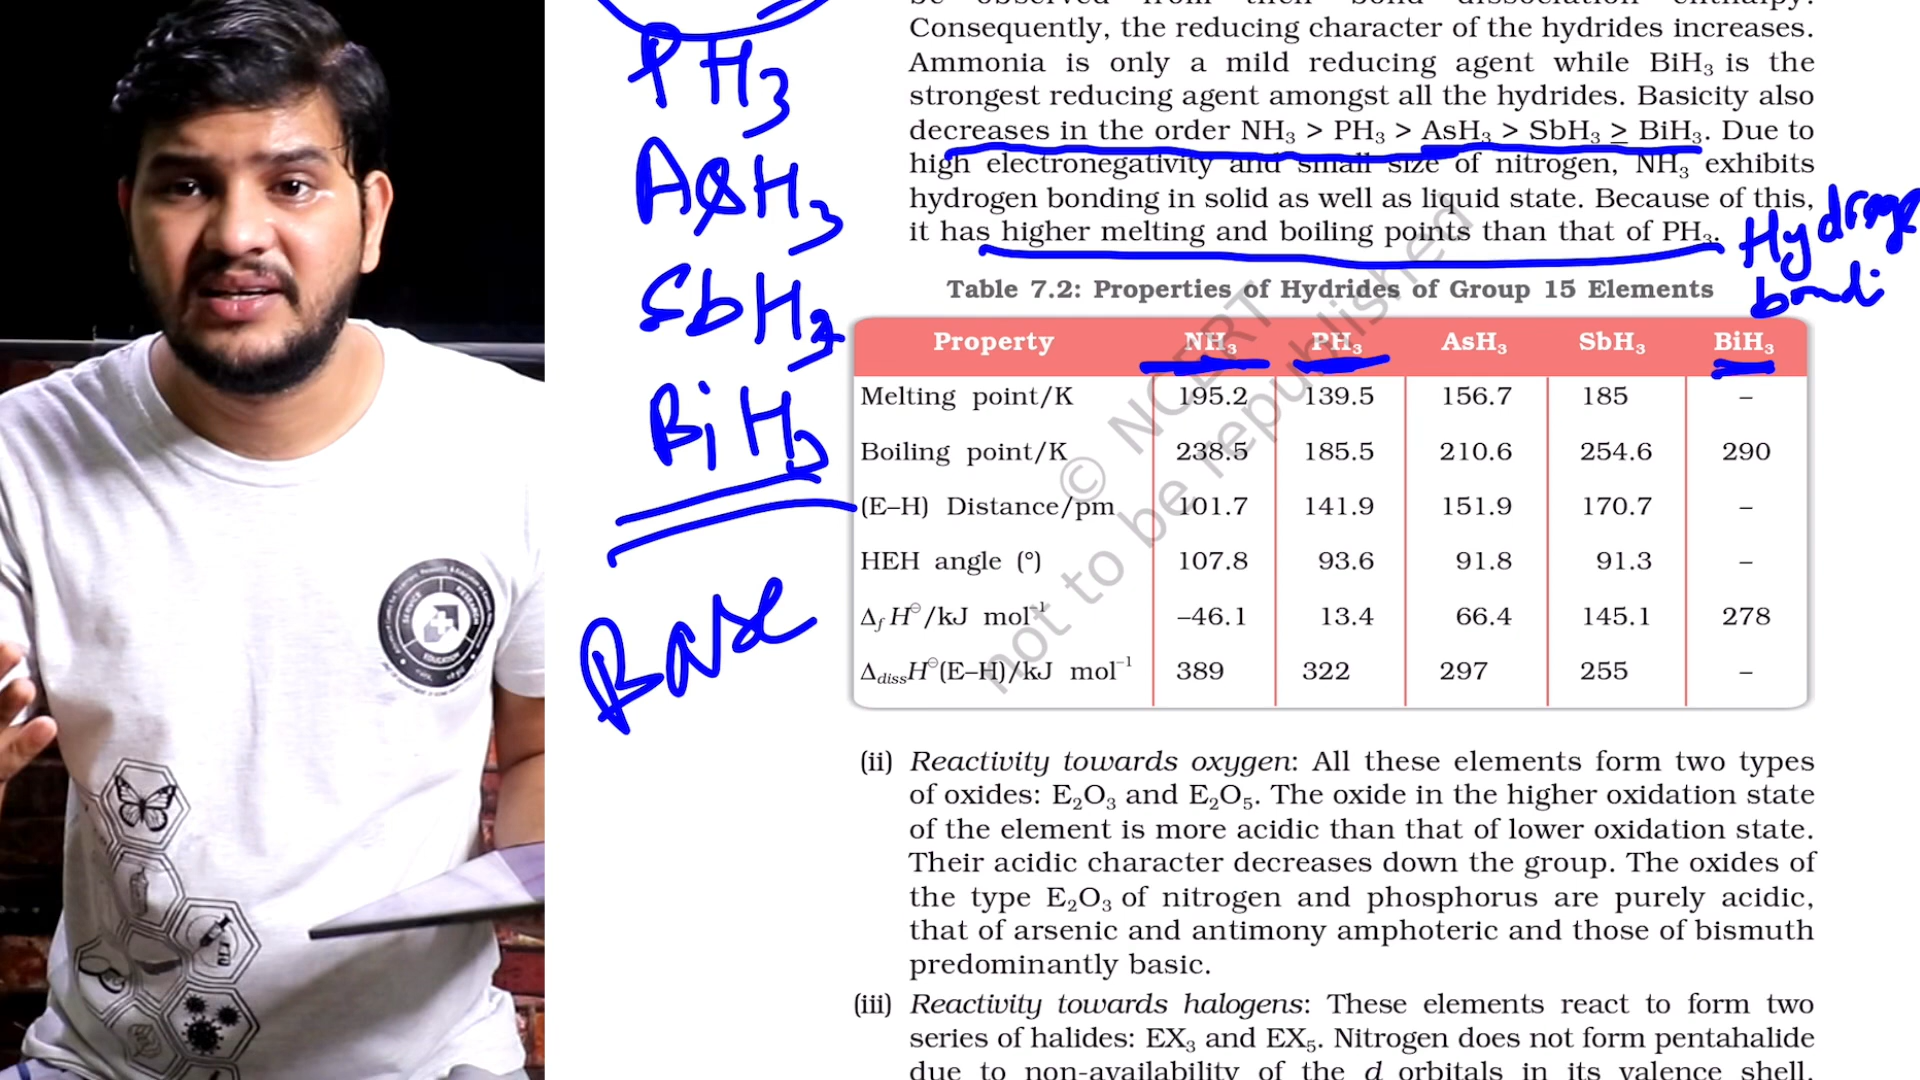 be observed from their bond dissociation enthalpy.
Consequently, the reducing character of the hydrides increases.
Ammonia is only a mild reducing agent while BiH₃ is the
strongest reducing agent amongst all the hydrides. Basicity also
decreases in the order NH₃ > PH₃ > AsH₃ > SbH₃ ≥ BiH₃. Due to
high electronegativity and small size of nitrogen, NH₃ exhibits
hydrogen bonding in solid as well as liquid state. Because of this,
it has higher melting and boiling points than that of PH₃.
PH3
AsH3
SbH3
BiH3
Base
Table 7.2: Properties of Hydrides of Group 15 Elements
Property NH₃ PH₃ AsH₃ SbH₃ BiH₃
Melting point/K 195.2 139.5 156.7 185 –
Boiling point/K 238.5 185.5 210.6 254.6 290
(E–H) Distance/pm 101.7 141.9 151.9 170.7 –
HEH angle (°) 107.8 93.6 91.8 91.3 –
Δf H⊖/kJ mol⁻¹ –46.1 13.4 66.4 145.1 278
ΔdissH⊖(E–H)/kJ mol⁻¹ 389 322 297 255 –
© NCERT
not to be republished
(ii) Reactivity towards oxygen: All these elements form two types
of oxides: E₂O₃ and E₂O₅. The oxide in the higher oxidation state
of the element is more acidic than that of lower oxidation state.
Their acidic character decreases down the group. The oxides of
the type E₂O₃ of nitrogen and phosphorus are purely acidic,
that of arsenic and antimony amphoteric and those of bismuth
predominantly basic.
(iii) Reactivity towards halogens: These elements react to form two
series of halides: EX₃ and EX₅. Nitrogen does not form pentahalide
due to non-availability of the d orbitals in its valence shell.
SERVICE
RESEARCH
EDUCATION